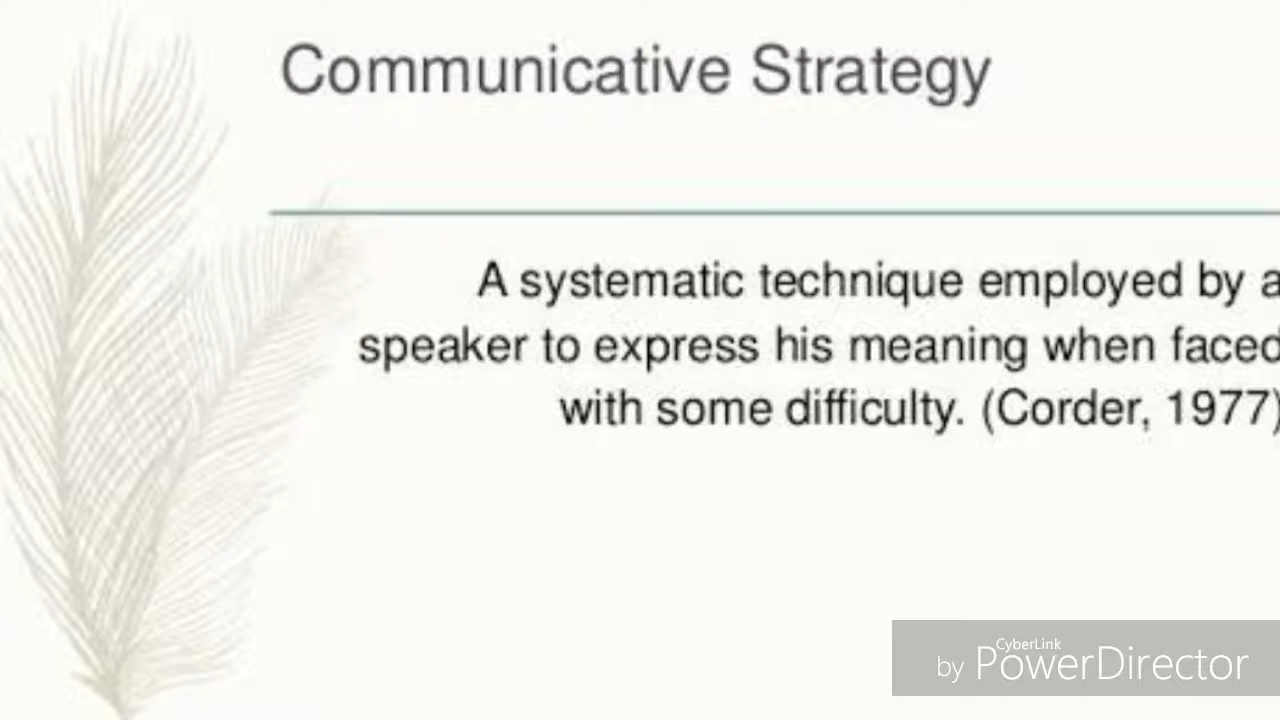 Communicative Strategy
A systematic technique employed by a
speaker to express his meaning when faced
with some difficulty. (Corder, 1977)
CyberLink
by PowerDirector